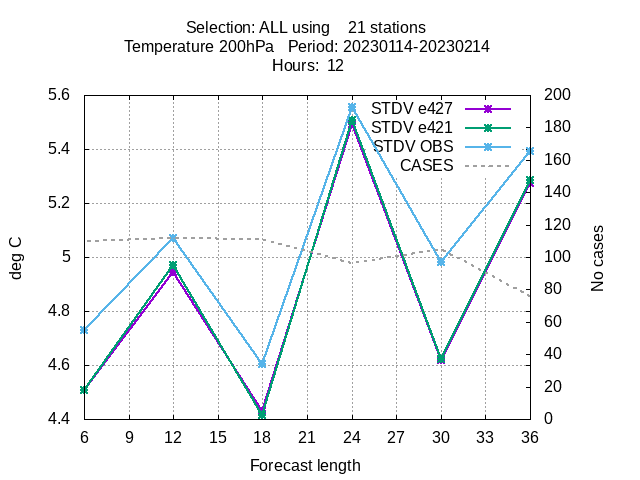 Selection: ALL using    21 stations
Temperature 200hPa   Period: 20230114-20230214
Hours:  12
5.6
5.4
5.2
5
4.8
4.6
4.4
deg C
STDV e427
STDV e421
STDV OBS
CASES
200
180
160
140
120
100
80
60
40
20
0
No cases
6 9 12 15 18 21 24 27 30 33 36
Forecast length